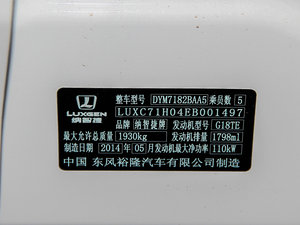 整车型号 DYM7182BAA5 乘员数 5
LUXGEN
纳智捷
LUXC71H04EB001497
品牌 纳智捷牌 发动机型号 G18TE
最大允许总质量 1930kg 发动机排量 1798ml
制造日期 2014年05月 发动机最大净功率 110kW
中国 东风裕隆汽车有限公司制造